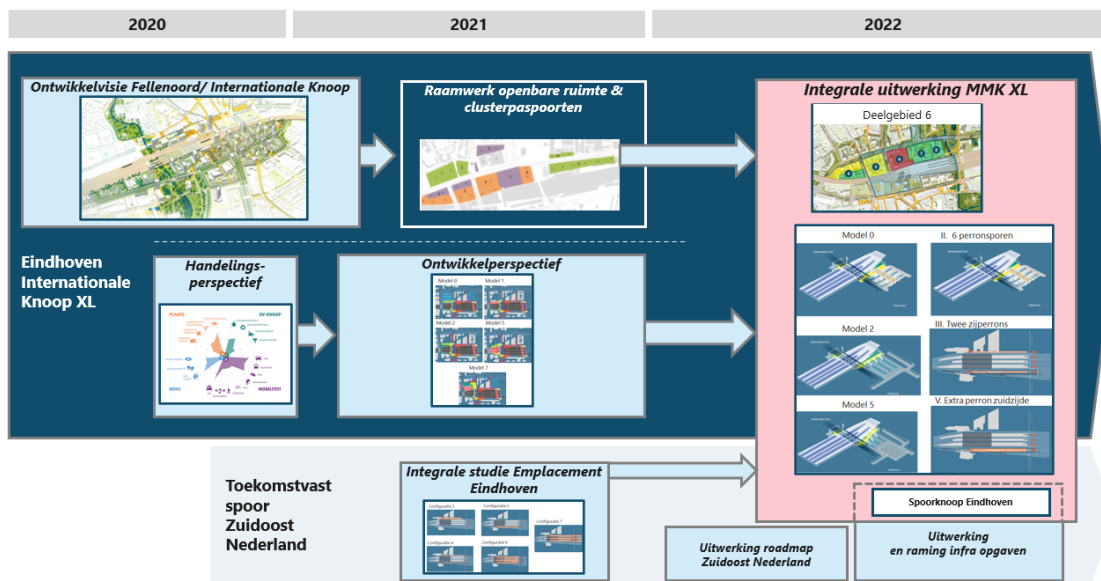 2020
2021
2022
Ontwikkelvisie Fellenoord/ Internationale Knoop
Raamwerk openbare ruimte &
clusterpaspoorten
Integrale uitwerking MMK XL
Deelgebied 6
Eindhoven
Internationale
Knoop XL
Handelings-
perspectief
PLAATS
OV-KNOOP
MENS
MOBILITEIT
Ontwikkelperspectief
Model 0
Model 1
Model 2
Model 5
Model 7
Model 0
II. 6 perronsporen
Model 2
III. Twee zijperrons
Model 5
V. Extra perron zuidzijde
Toekomstvast
spoor
Zuidoost
Nederland
Integrale studie Emplacement
Eindhoven
Configuratie 7
Spoorknoop Eindhoven
Uitwerking roadmap
Zuidoost Nederland
Uitwerking
en raming infra opgaven